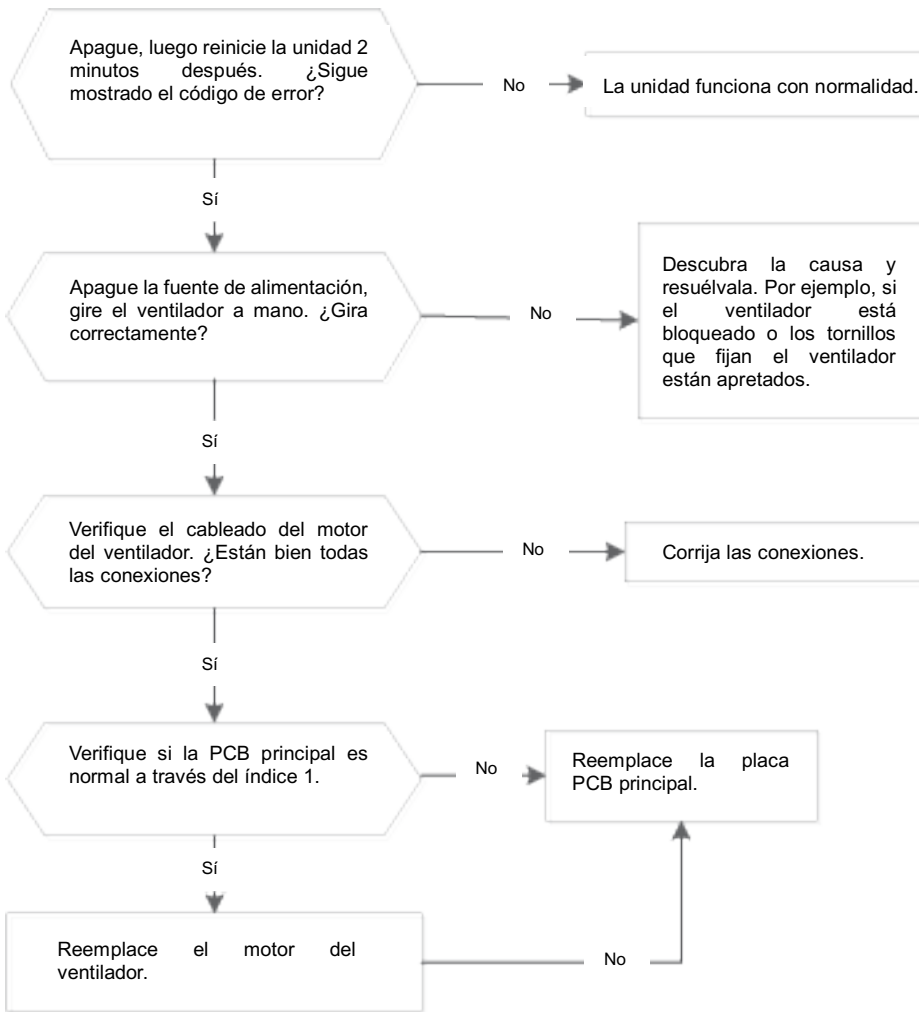 Apague, luego reinicie la unidad 2
minutos después. ¿Sigue
mostrado el código de error?
No
La unidad funciona con normalidad.
Sí
Apague la fuente de alimentación,
gire el ventilador a mano. ¿Gira
correctamente?
No
Descubra la causa y
resuélvala. Por ejemplo, si
el ventilador está
bloqueado o los tornillos
que fijan el ventilador
están apretados.
Sí
Verifique el cableado del motor
del ventilador. ¿Están bien todas
las conexiones?
No
Corrija las conexiones.
Sí
Verifique si la PCB principal es
normal a través del índice 1.
No
Reemplace la placa
PCB principal.
Sí
Reemplace el motor del
ventilador.
No